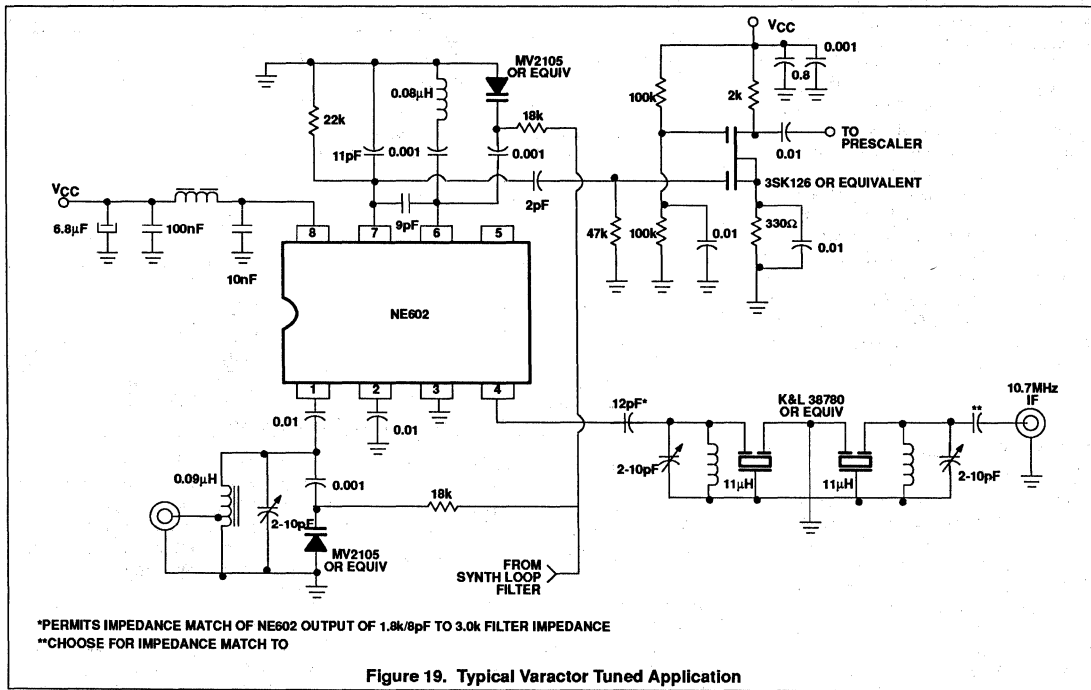 VCC
0.001
0.8
MV2105
OR EQUIV
0.08μH
100k
2k
22k
18k
TO
PRESCALER
0.01
11pF
0.001
0.001
3SK126 OR EQUIVALENT
VCC
2pF
9pF
6.8μF
100nF
47k
100k
0.01
330Ω
0.01
10nF
8
7
6
5
NE602
1
2
3
4
0.01
0.01
12pF*
K&L 38780
OR EQUIV
**
10.7MHz
IF
0.09μH
0.001
2-10pF
11μH
11μH
2-10pF
18k
2-10pF
MV2105
OR EQUIV
FROM
SYNTH LOOP
FILTER
*PERMITS IMPEDANCE MATCH OF NE602 OUTPUT OF 1.8k/8pF TO 3.0k FILTER IMPEDANCE
**CHOOSE FOR IMPEDANCE MATCH TO
Figure 19. Typical Varactor Tuned Application